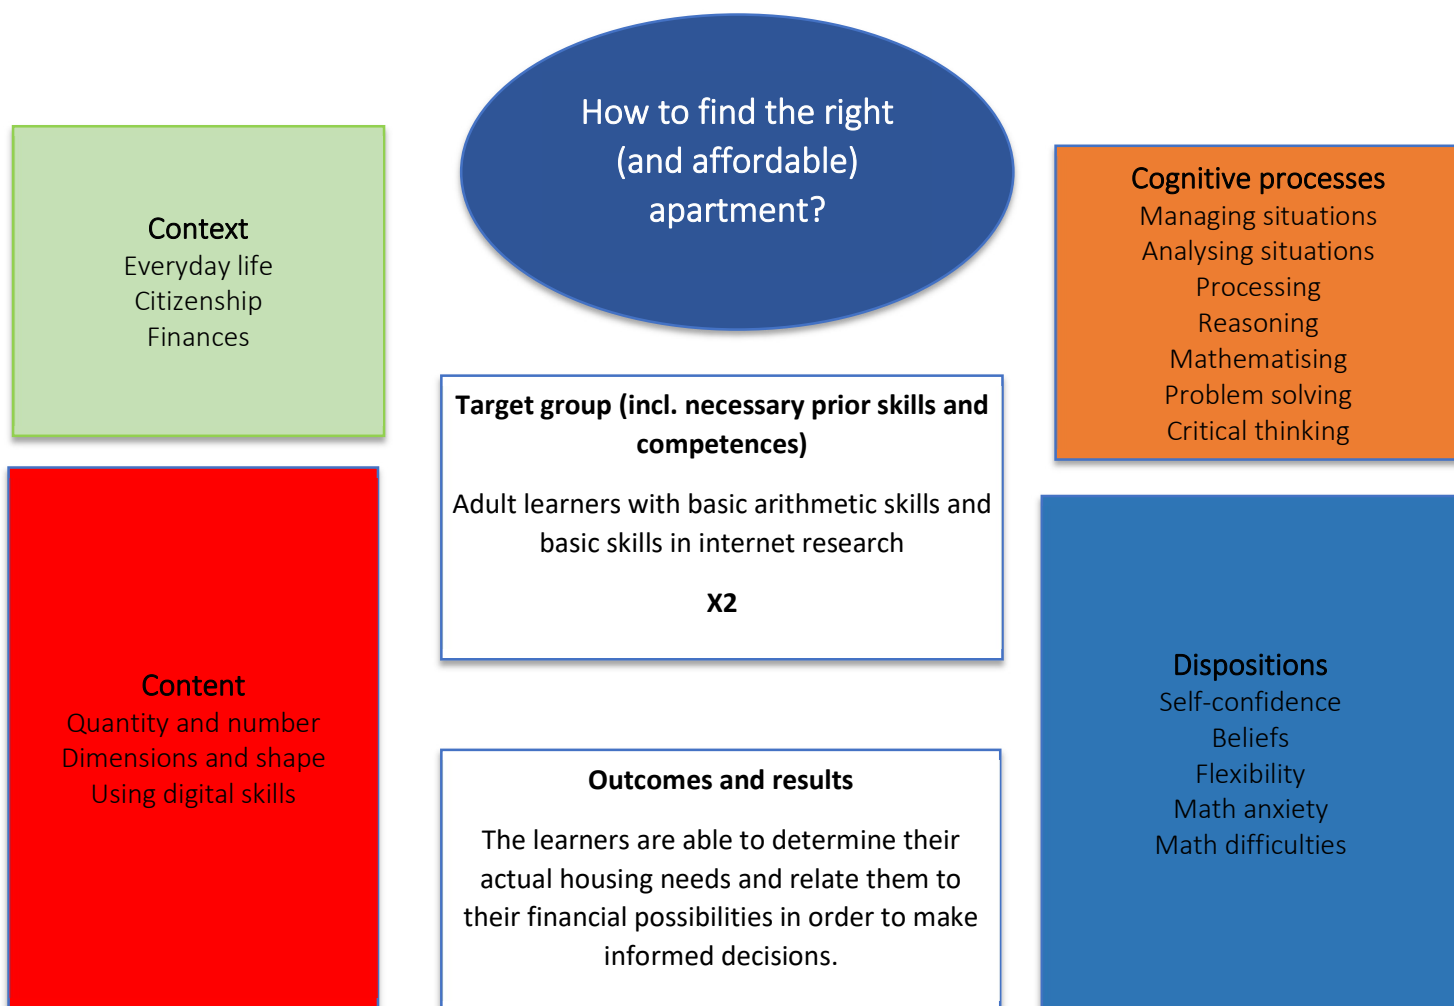 How to find the right
(and affordable)
apartment?
Context
Everyday life
Citizenship
Finances
Cognitive processes
Managing situations
Analysing situations
Processing
Reasoning
Mathematising
Problem solving
Critical thinking
Target group (incl. necessary prior skills and
competences)
Adult learners with basic arithmetic skills and
basic skills in internet research
X2
Content
Quantity and number
Dimensions and shape
Using digital skills
Dispositions
Self-confidence
Beliefs
Flexibility
Math anxiety
Math difficulties
Outcomes and results
The learners are able to determine their
actual housing needs and relate them to
their financial possibilities in order to make
informed decisions.